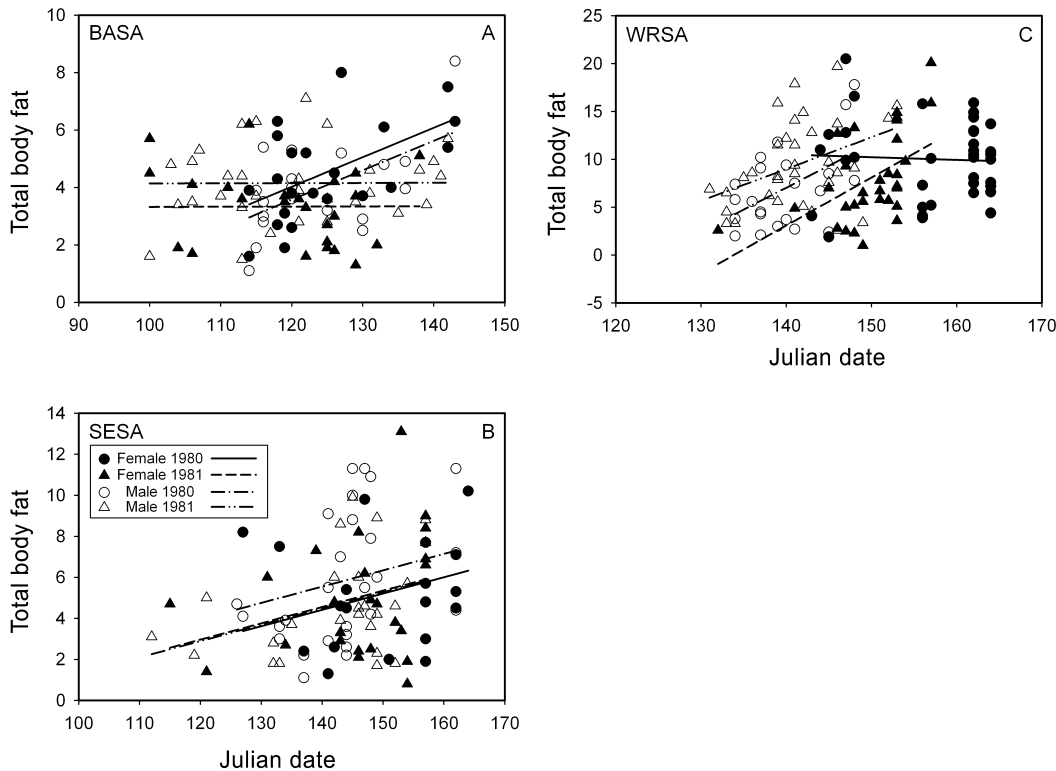 BASA
A
Total body fat
10
8
6
4
2
0
90 100 110 120 130 140 150
WRSA
C
Total body fat
25
20
15
10
5
0
-5
120 130 140 150 160 170
Julian date
SESA
B
Total body fat
14
12
10
8
6
4
2
0
Female 1980
Female 1981
Male 1980
Male 1981
100 110 120 130 140 150 160 170
Julian date